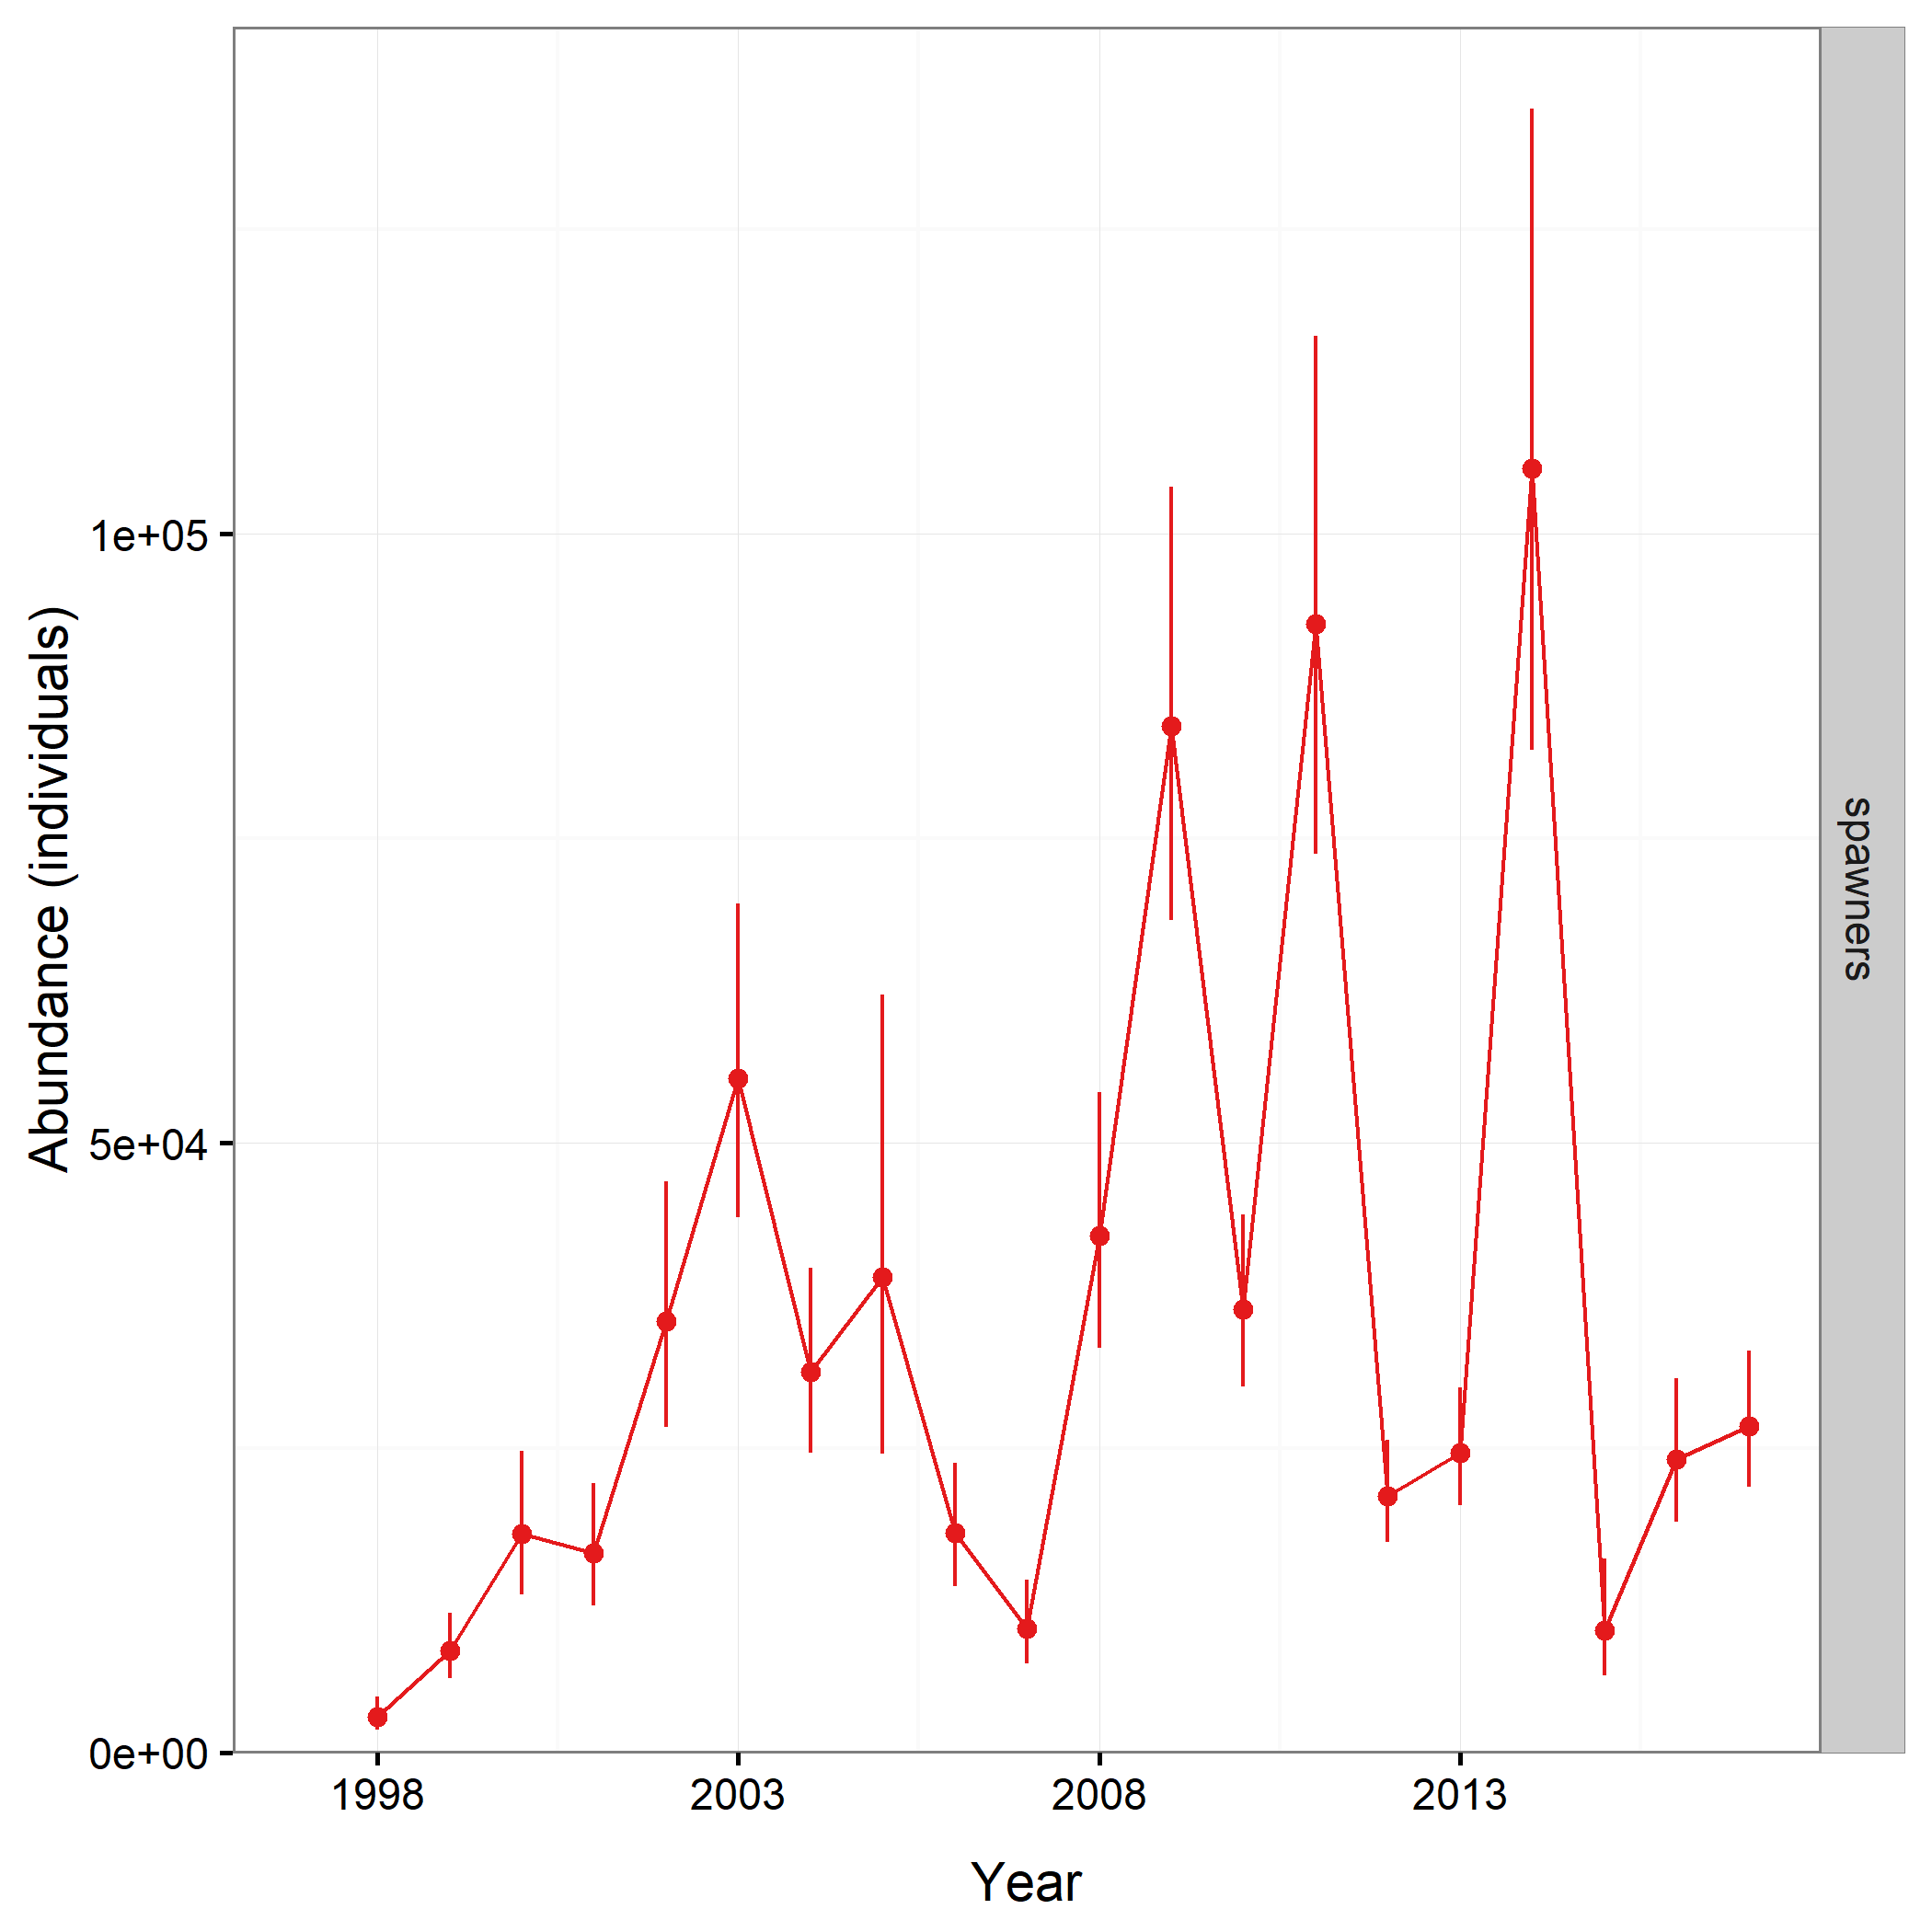 Abundance (individuals)
1e+05
5e+04
0e+00
1998
2003
2008
2013
Year
spawners